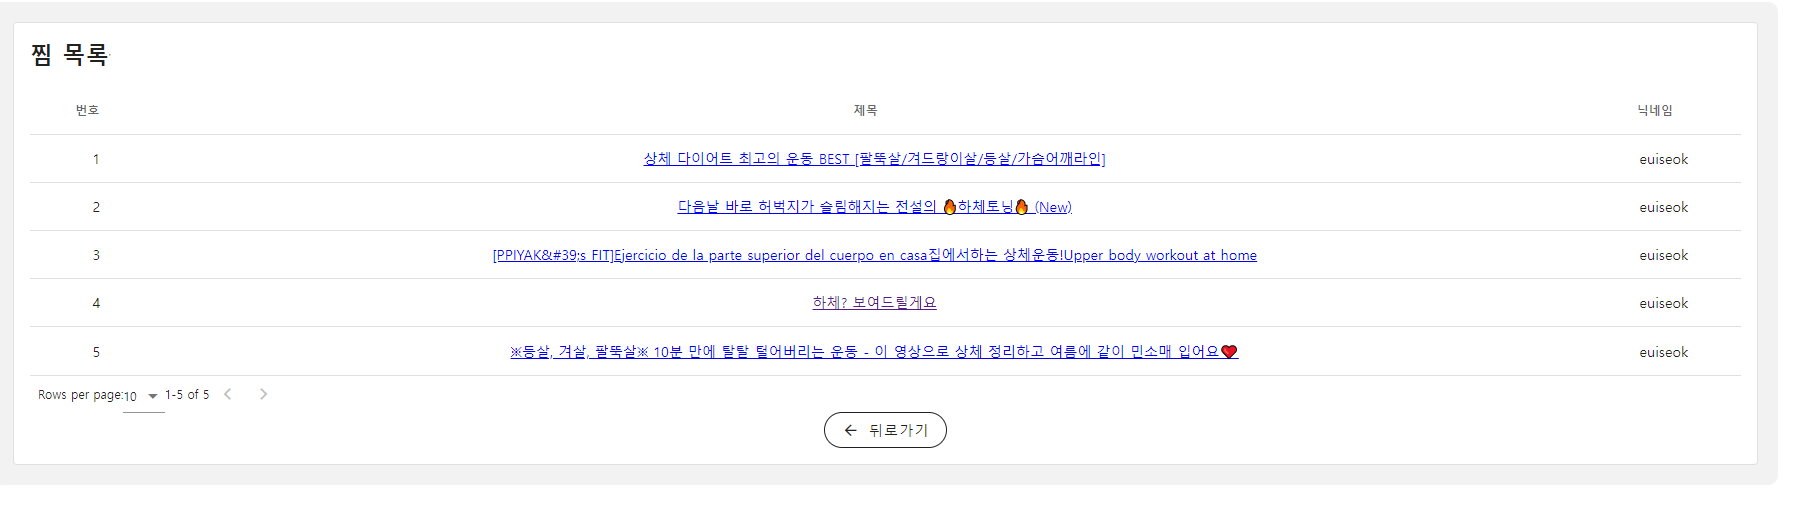 찜 목록
번호 제목 닉네임
1 상체 다이어트 최고의 운동 BEST [팔뚝살/겨드랑이살/등살/가슴어깨라인] euiseok
2 다음날 바로 허벅지가 슬림해지는 전설의 🔥하체토닝🔥 (New) euiseok
3 [PPIYAK&#39;s FIT]Ejercicio de la parte superior del cuerpo en casa집에서하는 상체운동!Upper body workout at home euiseok
4 하체? 보여드릴게요 euiseok
5 ※등살, 겨살, 팔뚝살※ 10분 만에 탈탈 털어버리는 운동 - 이 영상으로 상체 정리하고 여름에 같이 민소매 입어요❤️ euiseok
Rows per page:10 1-5 of 5
뒤로가기